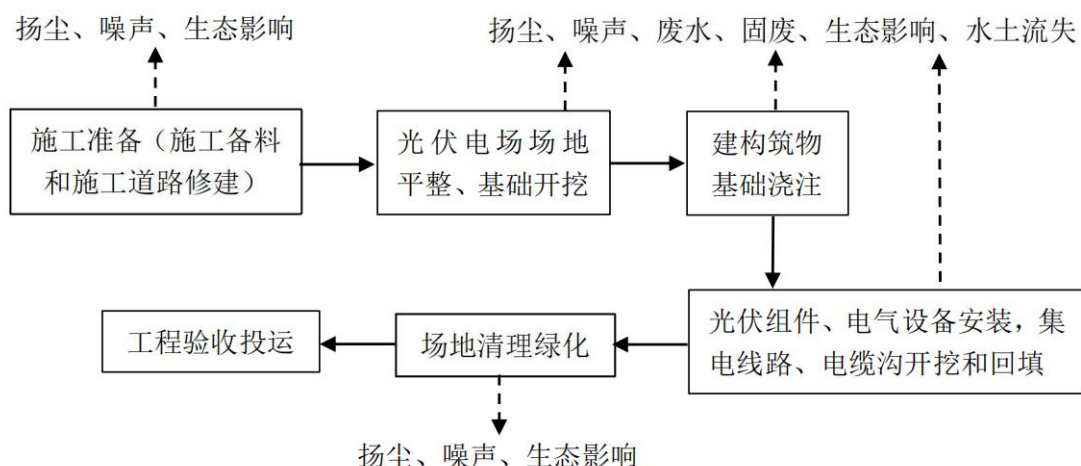 扬尘、噪声、生态影响
扬尘、噪声、废水、固废、生态影响、水土流失
施工准备（施工备料
和施工道路修建）
光伏电场场地
平整、基础开挖
建构筑物
基础浇注
工程验收投运
场地清理绿化
光伏组件、电气设备安装，集
电线路、电缆沟开挖和回填
扬尘、噪声、生态影响